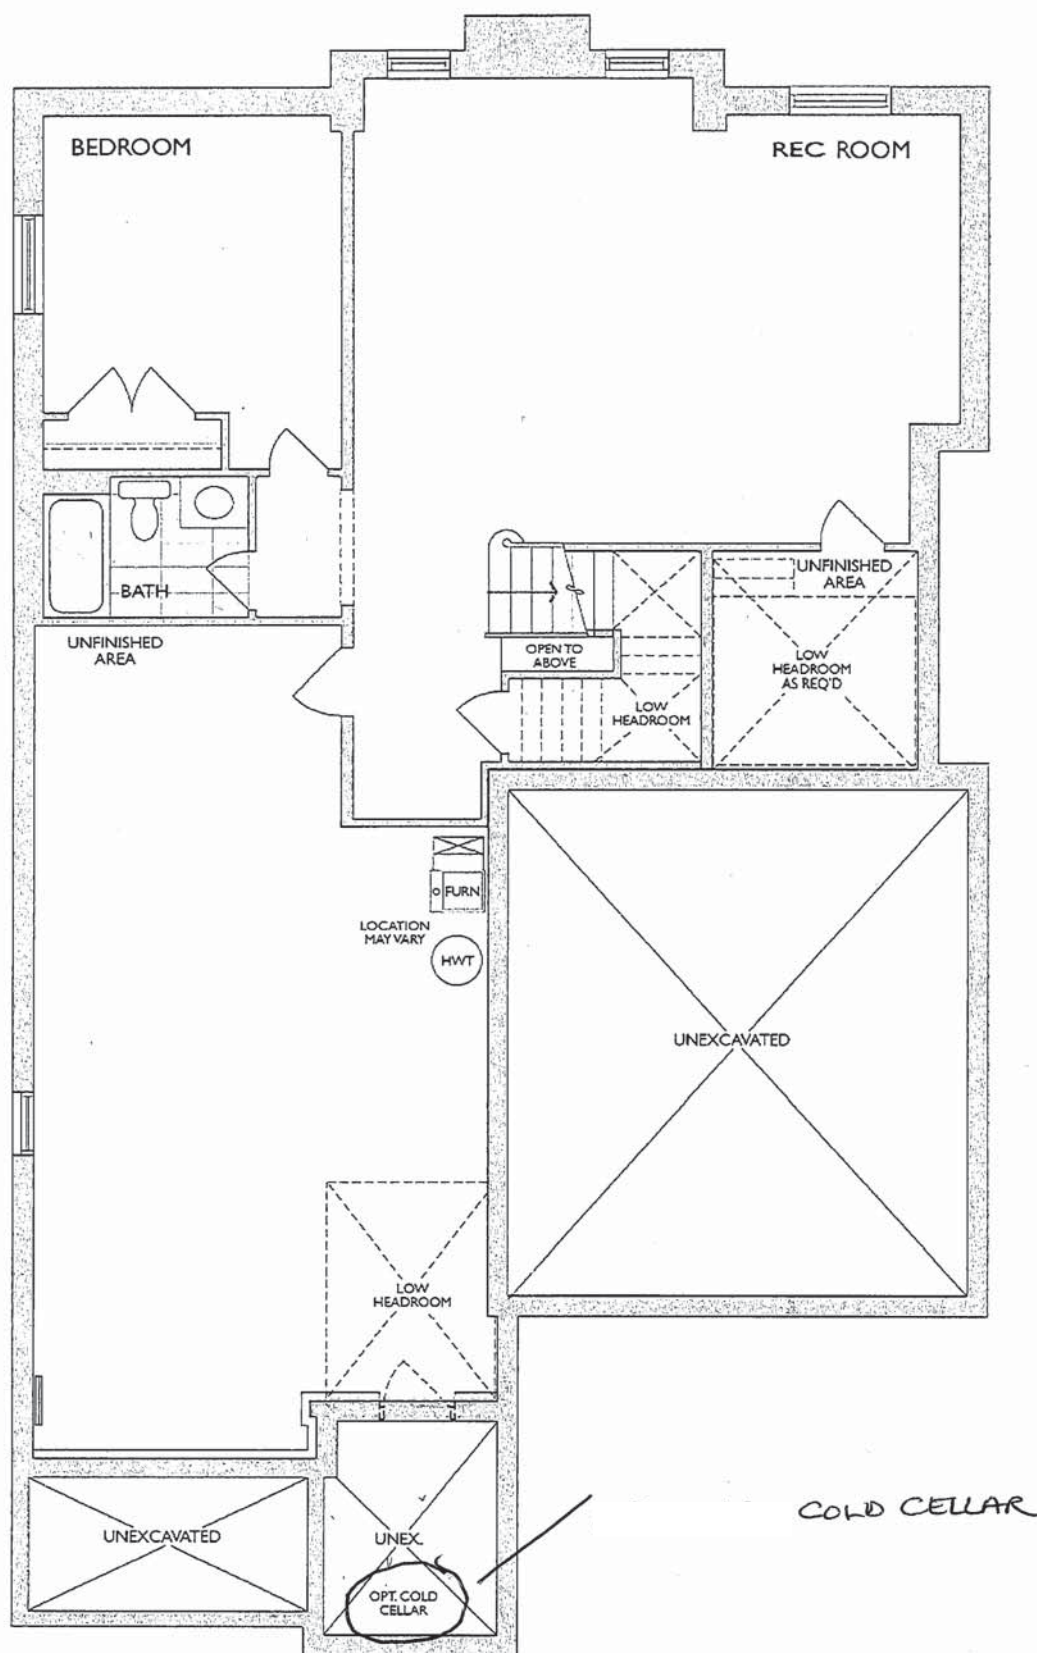 BEDROOM
REC ROOM
BATH
UNFINISHED
AREA
UNFINISHED
AREA
OPEN TO
ABOVE
LOW
HEADROOM
AS REQ'D
LOW
HEADROOM
FURN
LOCATION
MAY VARY
HWT
UNEXCAVATED
LOW
HEADROOM
UNEXCAVATED
UNEX.
OPT. COLD
CELLAR
COLD CELLAR